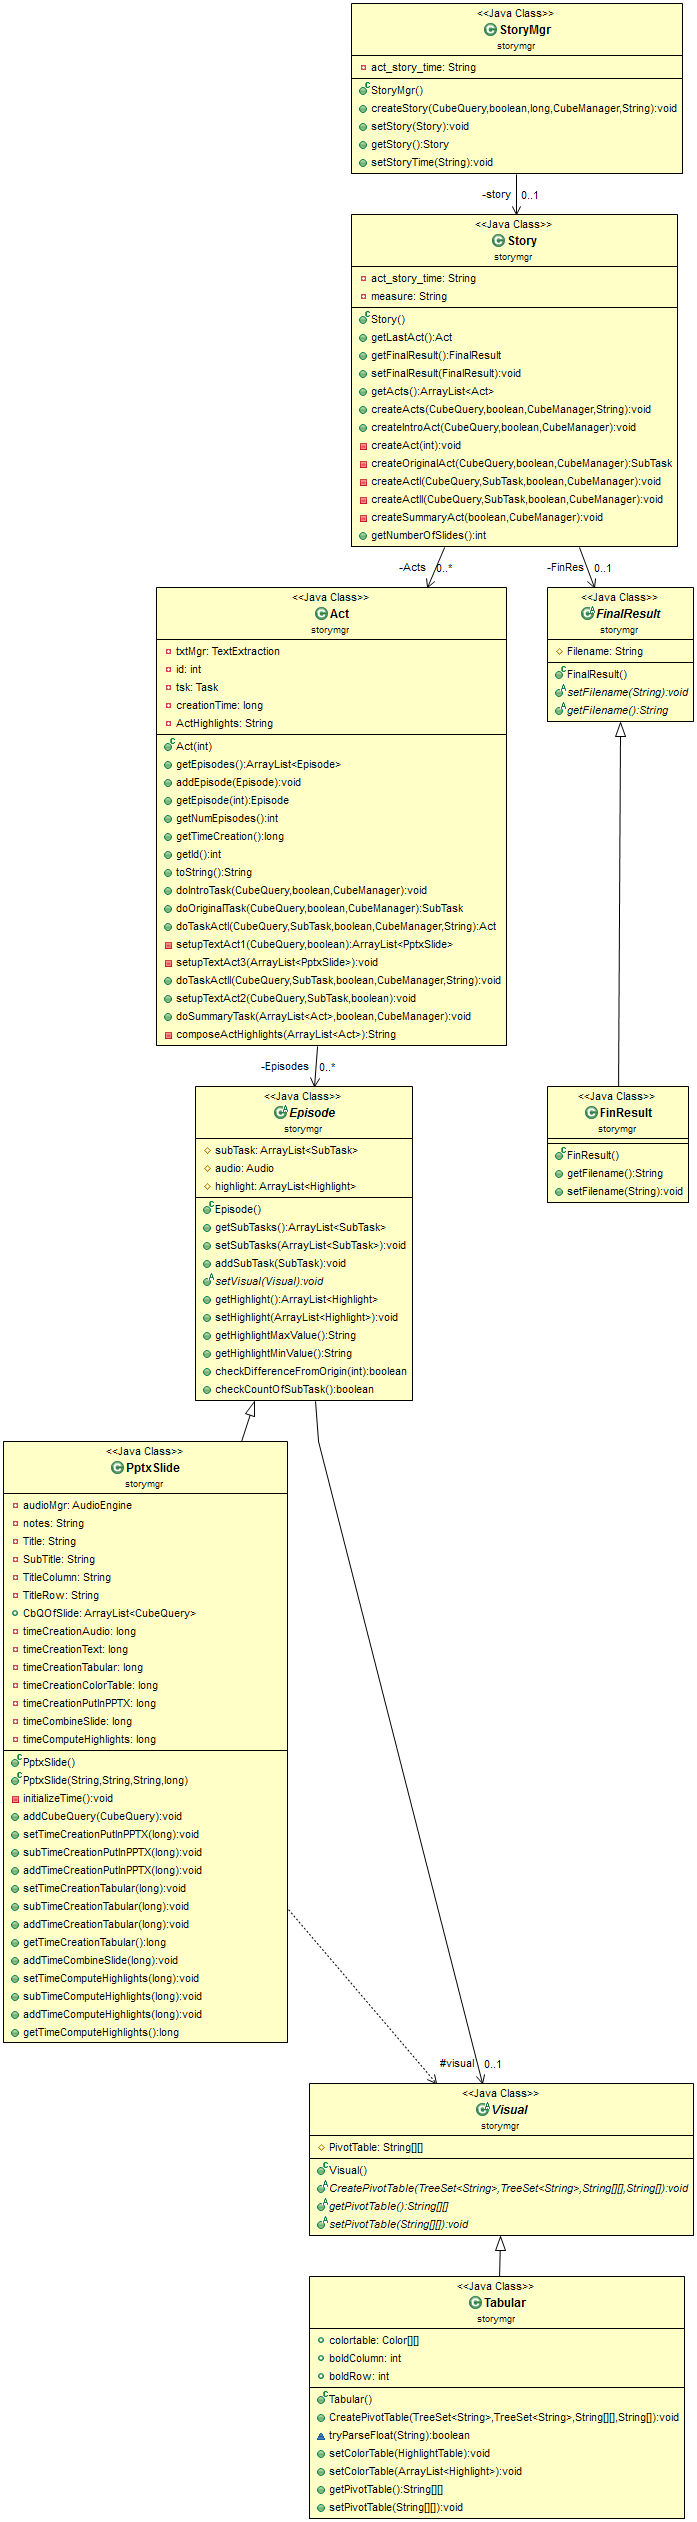 <<Java Class>>
StoryMgr
storymgr
act_story_time: String
StoryMgr()
createStory(CubeQuery,boolean,long,CubeManager,String):void
setStory(Story):void
getStory():Story
setStoryTime(String):void
-story 0..1
<<Java Class>>
Story
storymgr
act_story_time: String
measure: String
Story()
getLastAct():Act
getFinalResult():FinalResult
setFinalResult(FinalResult):void
getActs():ArrayList<Act>
createActs(CubeQuery,boolean,CubeManager,String):void
createIntroAct(CubeQuery,boolean,CubeManager):void
createAct(int):void
createOriginalAct(CubeQuery,boolean,CubeManager):SubTask
createActI(CubeQuery,SubTask,boolean,CubeManager):void
createActII(CubeQuery,SubTask,boolean,CubeManager):void
createSummaryAct(boolean,CubeManager):void
getNumberOfSlides():int
-Acts 0..*
-FinRes 0..1
<<Java Class>>
Act
storymgr
txtMgr: TextExtraction
id: int
tsk: Task
creationTime: long
ActHighlights: String
Act(int)
getEpisodes():ArrayList<Episode>
addEpisode(Episode):void
getEpisode(int):Episode
getNumEpisodes():int
getTimeCreation():long
getId():int
toString():String
doIntroTask(CubeQuery,boolean,CubeManager):void
doOriginalTask(CubeQuery,boolean,CubeManager):SubTask
doTaskActI(CubeQuery,SubTask,boolean,CubeManager,String):Act
setupTextAct1(CubeQuery,boolean):ArrayList<PptxSlide>
setupTextAct3(ArrayList<PptxSlide>):void
doTaskActII(CubeQuery,SubTask,boolean,CubeManager,String):void
setupTextAct2(CubeQuery,SubTask,boolean):void
doSummaryTask(ArrayList<Act>,boolean,CubeManager):void
composeActHighlights(ArrayList<Act>):String
<<Java Class>>
FinalResult
storymgr
Filename: String
FinalResult()
setFilename(String):void
getFilename():String
-Episodes 0..*
<<Java Class>>
Episode
storymgr
subTask: ArrayList<SubTask>
audio: Audio
highlight: ArrayList<Highlight>
Episode()
getSubTasks():ArrayList<SubTask>
setSubTasks(ArrayList<SubTask>):void
addSubTask(SubTask):void
setVisual(Visual):void
getHighlight():ArrayList<Highlight>
setHighlight(ArrayList<Highlight>):void
getHighlightMaxValue():String
getHighlightMinValue():String
checkDifferenceFromOrigin(int):boolean
checkCountOfSubTask():boolean
<<Java Class>>
FinResult
storymgr
FinResult()
getFilename():String
setFilename(String):void
<<Java Class>>
PptxSlide
storymgr
audioMgr: AudioEngine
notes: String
Title: String
SubTitle: String
TitleColumn: String
TitleRow: String
CbQOfSlide: ArrayList<CubeQuery>
timeCreationAudio: long
timeCreationText: long
timeCreationTabular: long
timeCreationColorTable: long
timeCreationPutInPPTX: long
timeCombineSlide: long
timeComputeHighlights: long
PptxSlide()
PptxSlide(String,String,String,long)
initializeTime():void
addCubeQuery(CubeQuery):void
setTimeCreationPutInPPTX(long):void
subTimeCreationPutInPPTX(long):void
addTimeCreationPutInPPTX(long):void
setTimeCreationTabular(long):void
subTimeCreationTabular(long):void
addTimeCreationTabular(long):void
getTimeCreationTabular():long
addTimeCombineSlide(long):void
setTimeComputeHighlights(long):void
subTimeComputeHighlights(long):void
addTimeComputeHighlights(long):void
getTimeComputeHighlights():long
#visual 0..1
<<Java Class>>
Visual
storymgr
PivotTable: String[][]
Visual()
CreatePivotTable(TreeSet<String>,TreeSet<String>,String[][],String[]):void
getPivotTable():String[][]
setPivotTable(String[][]):void
<<Java Class>>
Tabular
storymgr
colortable: Color[][]
boldColumn: int
boldRow: int
Tabular()
CreatePivotTable(TreeSet<String>,TreeSet<String>,String[][],String[]):void
tryParseFloat(String):boolean
setColorTable(HighlightTable):void
setColorTable(ArrayList<Highlight>):void
getPivotTable():String[][]
setPivotTable(String[][]):void